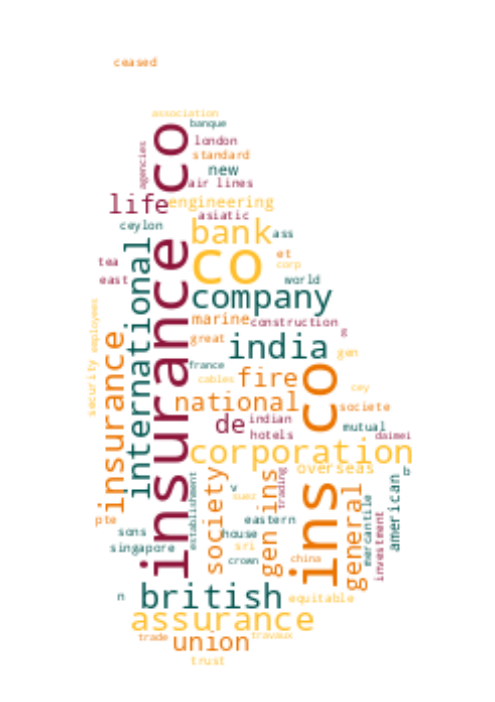 ceased
association
banque
insurance co
london
agencies
standard
new
air lines
life
engineering
asiatic
ceylon
bank
ass
international
et
co
corp
tea
east
world
company
security employees
marine
construction
g
great
india
insurance
gen
france
cables
fire
ins co
cey
national
societe
de
indian
mutual
hotels
daimei
corporation
overseas
b
establishment
society
v
gen ins
trading
general
american
suez
mercantile
investment
pte
eastern
sons
house
singapore
sri
crown
china
n
british
equitable
assurance
trade
union
travaux
trust